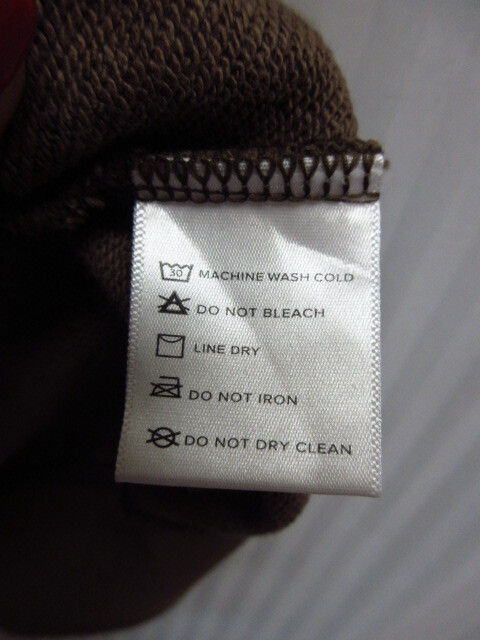 30 MACHINE WASH COLD
DO NOT BLEACH
LINE DRY
DO NOT IRON
DO NOT DRY CLEAN